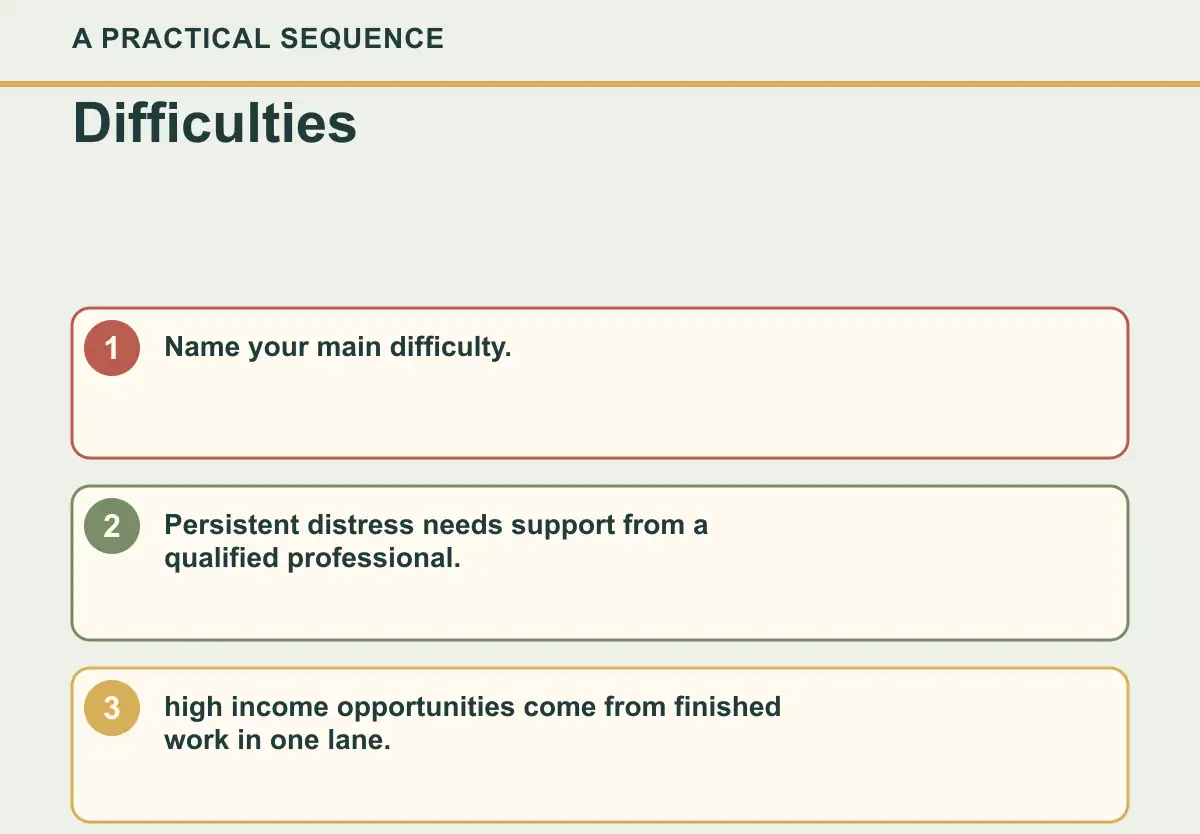 A PRACTICAL SEQUENCE
Difficulties
1
Name your main difficulty.
2
Persistent distress needs support from a
qualified professional.
3
high income opportunities come from finished
work in one lane.